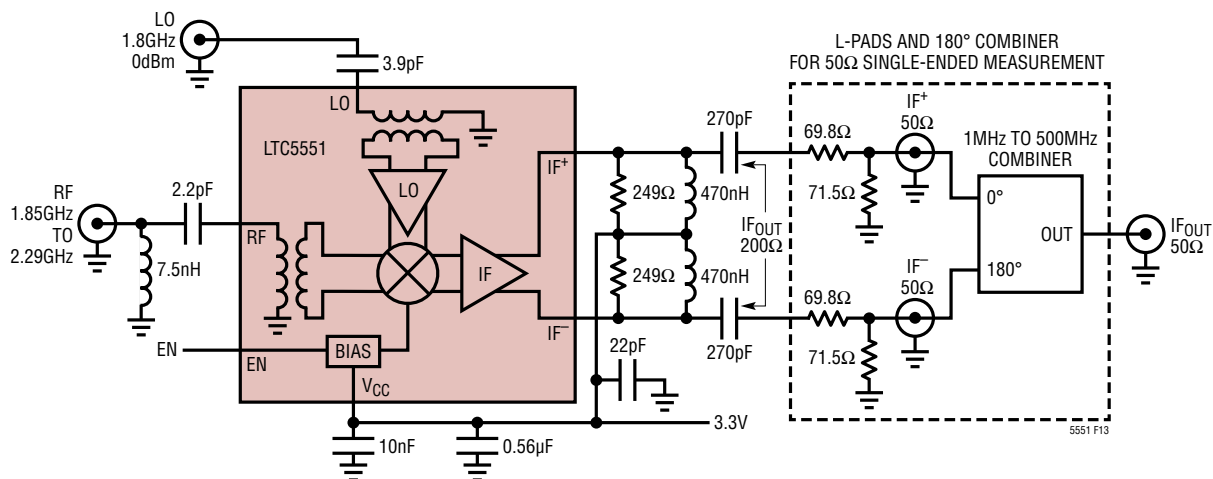 LO
1.8GHz
0dBm
3.9pF
LO
LTC5551
LO
RF
1.85GHz
TO
2.29GHz
2.2pF
7.5nH
RF
IF
IF+
IF−
EN
EN
BIAS
VCC
10nF
0.56µF
22pF
3.3V
249Ω
470nH
249Ω
470nH
270pF
IFOUT
200Ω
270pF
L-PADS AND 180° COMBINER
FOR 50Ω SINGLE-ENDED MEASUREMENT
69.8Ω
71.5Ω
IF+
50Ω
IF−
50Ω
69.8Ω
71.5Ω
1MHz TO 500MHz
COMBINER
0°
OUT
180°
IFOUT
50Ω
5551 F13